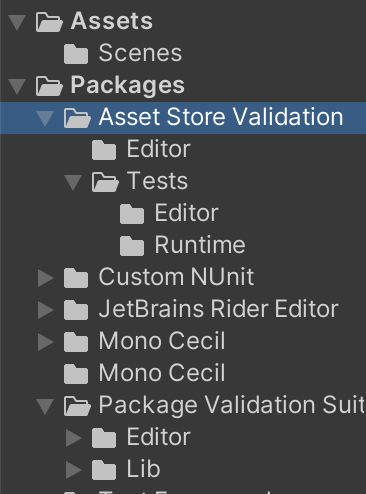 Assets
Scenes
Packages
Asset Store Validation
Editor
Tests
Editor
Runtime
Custom NUnit
JetBrains Rider Editor
Mono Cecil
Mono Cecil
Package Validation Suit
Editor
Lib